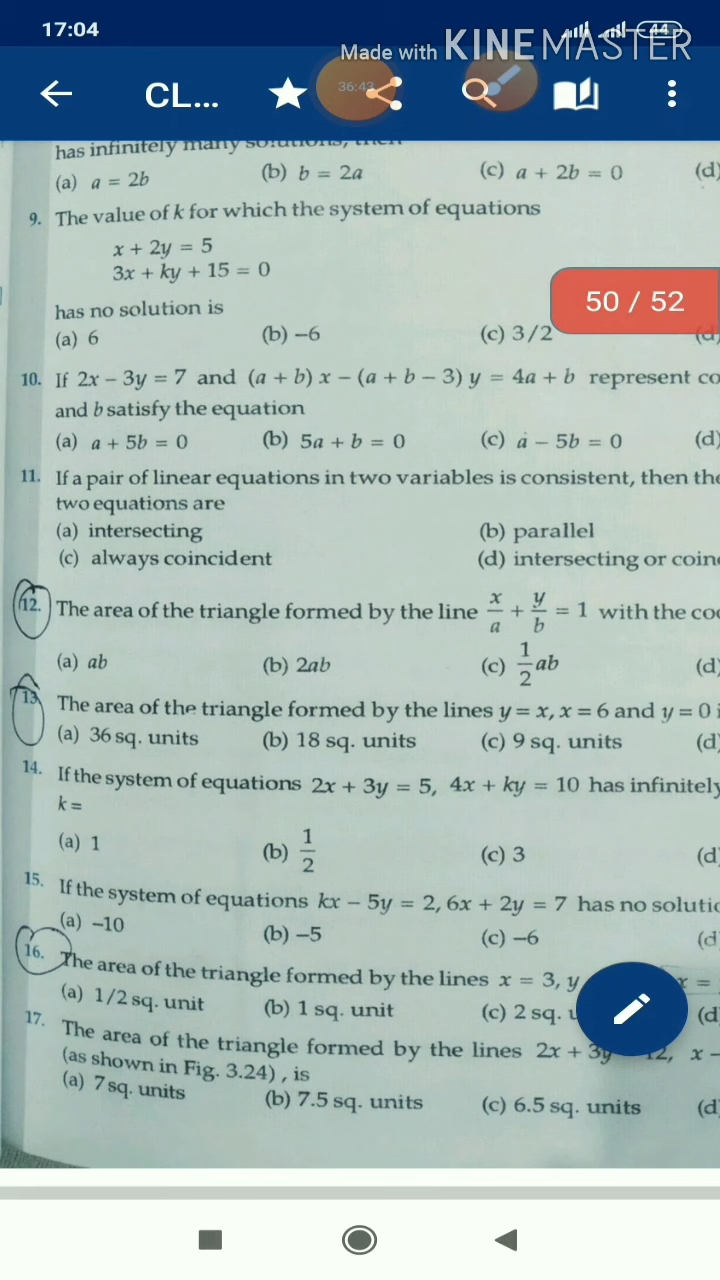 17:04
44
Made with KINEMASTER
36:43
CL...
has infinitely many solutions, then
(a) a = 2b (b) b = 2a (c) a + 2b = 0 (d)
9. The value of k for which the system of equations
x + 2y = 5
3x + ky + 15 = 0
50 / 52
has no solution is
(a) 6 (b) –6 (c) 3/2 (d)
10. If 2x – 3y = 7 and (a + b) x – (a + b – 3) y = 4a + b represent co
and b satisfy the equation
(a) a + 5b = 0 (b) 5a + b = 0 (c) a – 5b = 0 (d)
11. If a pair of linear equations in two variables is consistent, then the
two equations are
(a) intersecting (b) parallel
(c) always coincident (d) intersecting or coin
12. The area of the triangle formed by the line x/a + y/b = 1 with the coo
(a) ab (b) 2ab (c) 1/2 ab (d)
13. The area of the triangle formed by the lines y = x, x = 6 and y = 0 i
(a) 36 sq. units (b) 18 sq. units (c) 9 sq. units (d)
14. If the system of equations 2x + 3y = 5, 4x + ky = 10 has infinitely
k =
(a) 1 (b) 1/2 (c) 3 (d)
15. If the system of equations kx – 5y = 2, 6x + 2y = 7 has no solutio
(a) –10 (b) –5 (c) –6 (d
16. The area of the triangle formed by the lines x = 3, y x =
(a) 1/2 sq. unit (b) 1 sq. unit (c) 2 sq. u (d
17. The area of the triangle formed by the lines 2x + 3y 12, x –
(as shown in Fig. 3.24) , is
(a) 7 sq. units (b) 7.5 sq. units (c) 6.5 sq. units (d)